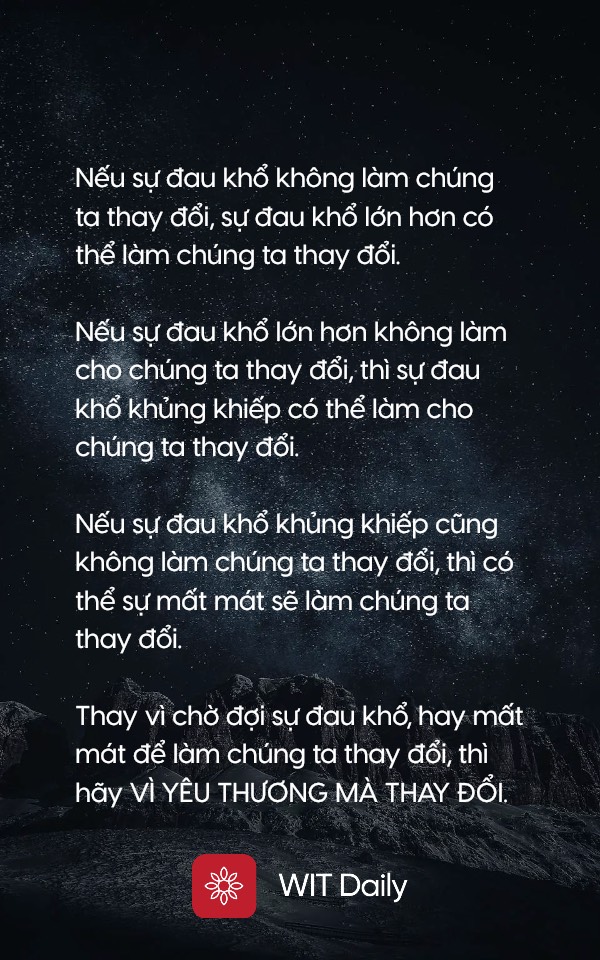 Nếu sự đau khổ không làm chúng
ta thay đổi, sự đau khổ lớn hơn có
thể làm chúng ta thay đổi.
Nếu sự đau khổ lớn hơn không làm
cho chúng ta thay đổi, thì sự đau
khổ khủng khiếp có thể làm cho
chúng ta thay đổi.
Nếu sự đau khổ khủng khiếp cũng
không làm chúng ta thay đổi, thì có
thể sự mất mát sẽ làm chúng ta
thay đổi.
Thay vì chờ đợi sự đau khổ, hay mất
mát để làm chúng ta thay đổi, thì
hãy VÌ YÊU THƯƠNG MÀ THAY ĐỔI.
WIT Daily